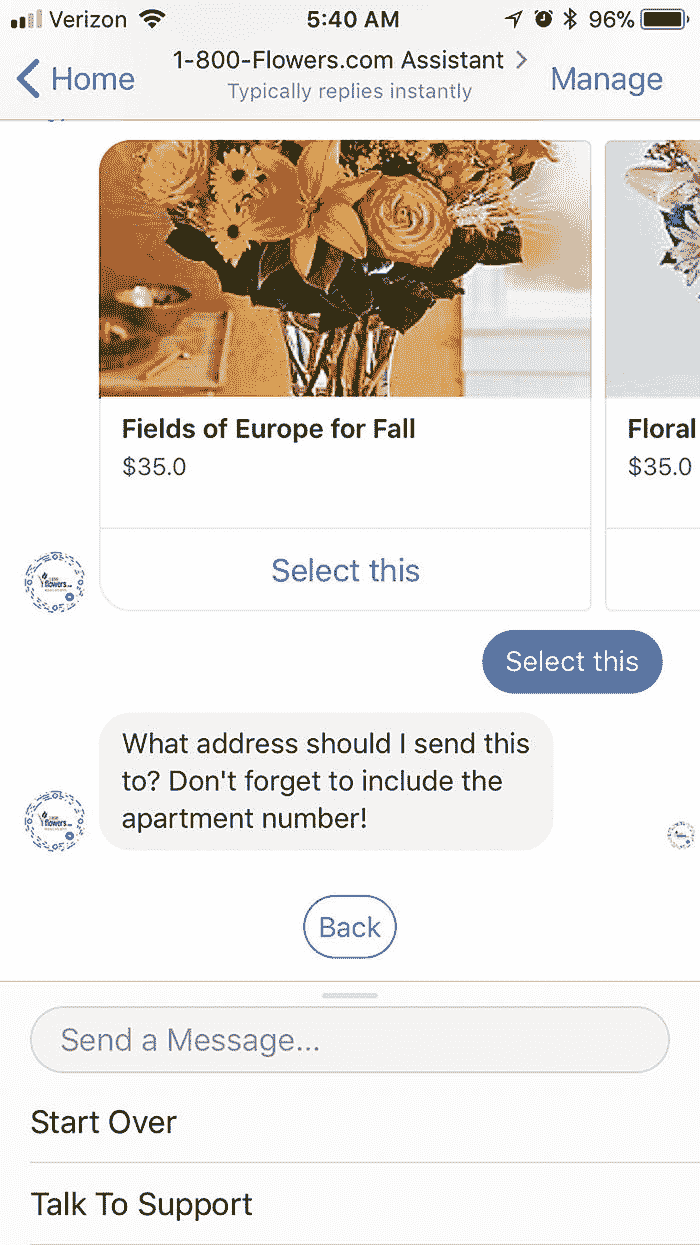 Verizon 5:40 AM 96%
Home 1-800-Flowers.com Assistant Manage
Typically replies instantly
Fields of Europe for Fall
$35.0
Floral
$35.0
Select this
flowers
Select this
What address should I send this
to? Don't forget to include the
apartment number!
flowers
Back
Send a Message...
Start Over
Talk To Support